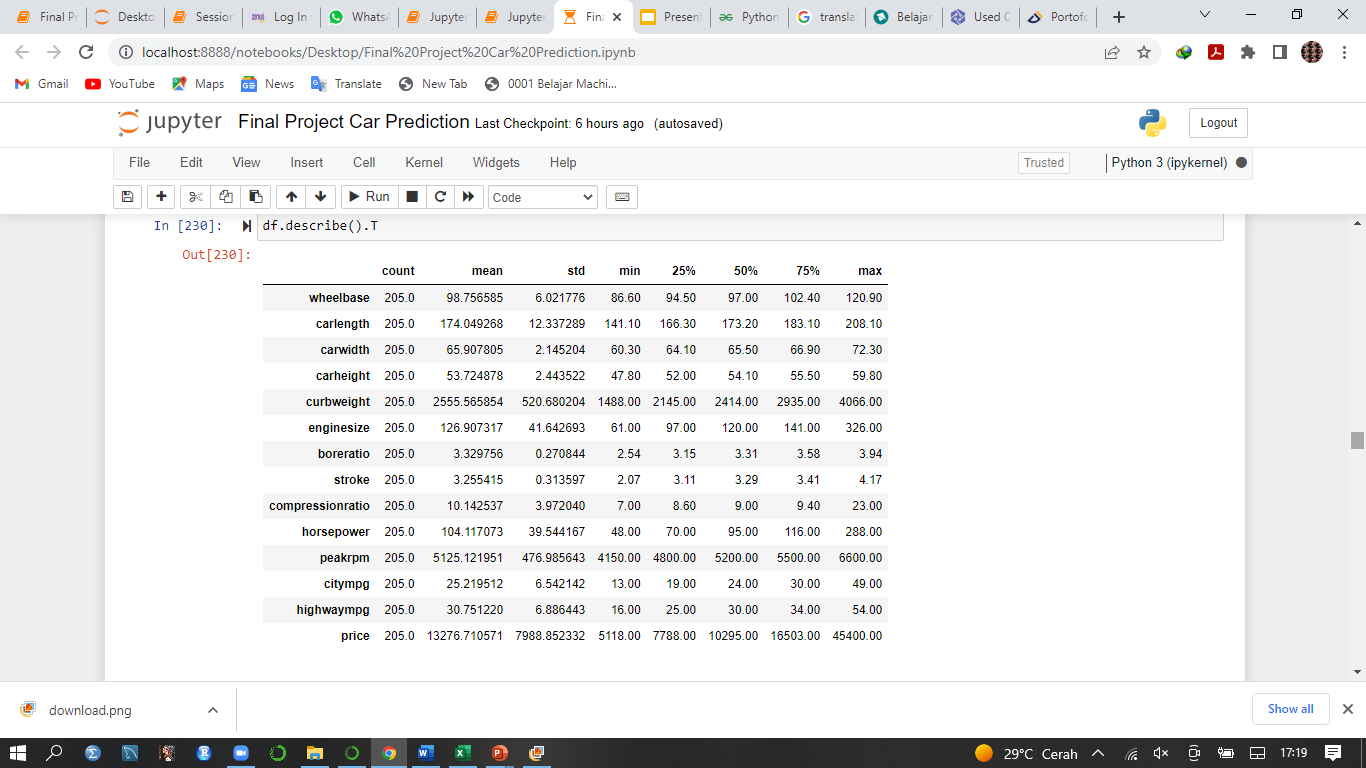 Final Pr
Desktop
Session
Log In
WhatsA
Jupyter
Jupyter
Fina
Present
Python
translat
Belajar
Used C
Portofo
localhost:8888/notebooks/Desktop/Final%20Project%20Car%20Prediction.ipynb
Gmail YouTube Maps News Translate New Tab 0001 Belajar Machi...
jupyter Final Project Car Prediction Last Checkpoint: 6 hours ago (autosaved) Logout
File Edit View Insert Cell Kernel Widgets Help Trusted Python 3 (ipykernel)
Run Code
In [230]: df.describe().T
Out[230]:
count mean std min 25% 50% 75% max
wheelbase 205.0 98.756585 6.021776 86.60 94.50 97.00 102.40 120.90
carlength 205.0 174.049268 12.337289 141.10 166.30 173.20 183.10 208.10
carwidth 205.0 65.907805 2.145204 60.30 64.10 65.50 66.90 72.30
carheight 205.0 53.724878 2.443522 47.80 52.00 54.10 55.50 59.80
curbweight 205.0 2555.565854 520.680204 1488.00 2145.00 2414.00 2935.00 4066.00
enginesize 205.0 126.907317 41.642693 61.00 97.00 120.00 141.00 326.00
boreratio 205.0 3.329756 0.270844 2.54 3.15 3.31 3.58 3.94
stroke 205.0 3.255415 0.313597 2.07 3.11 3.29 3.41 4.17
compressionratio 205.0 10.142537 3.972040 7.00 8.60 9.00 9.40 23.00
horsepower 205.0 104.117073 39.544167 48.00 70.00 95.00 116.00 288.00
peakrpm 205.0 5125.121951 476.985643 4150.00 4800.00 5200.00 5500.00 6600.00
citympg 205.0 25.219512 6.542142 13.00 19.00 24.00 30.00 49.00
highwaympg 205.0 30.751220 6.886443 16.00 25.00 30.00 34.00 54.00
price 205.0 13276.710571 7988.852332 5118.00 7788.00 10295.00 16503.00 45400.00
download.png Show all
29°C Cerah 17:19